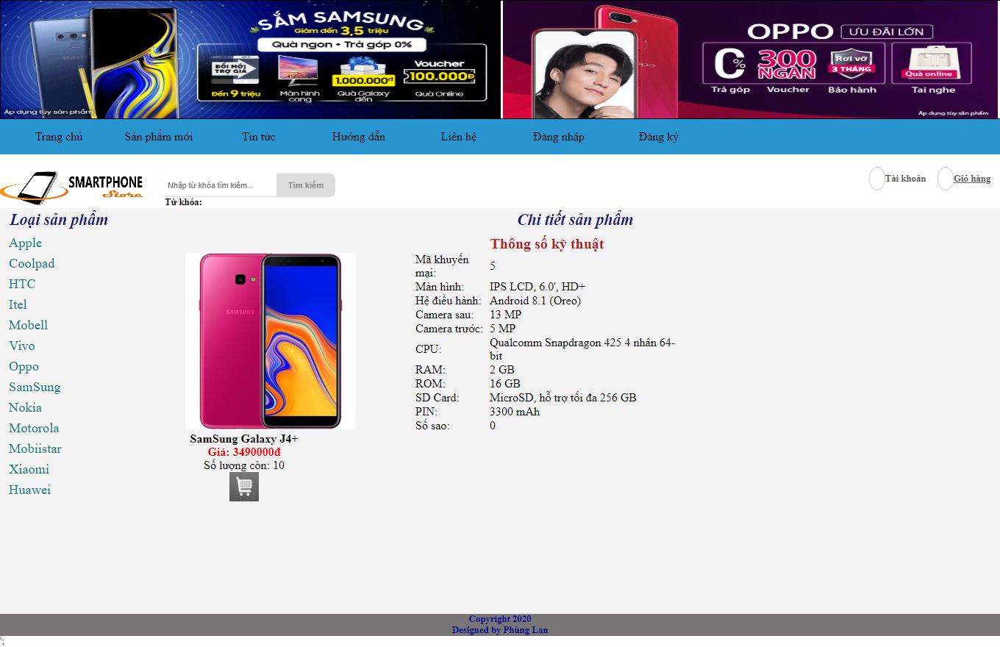 SẮM SAMSUNG
Giảm đến 3,5 triệu
Quà ngon + Trả góp 0%
ĐỔI MỚI
TRỢ GIÁ
Đến 9 triệu
Màn hình
cong
1.000.000đ
Quà Galaxy
đến
Voucher
100.000Đ
Quà Online
Áp dụng tùy sản phẩm
SAMSUNG
OPPO ƯU ĐÃI LỚN
0%
Trả góp
300
NGÀN
Voucher
Rơi vỡ
3 THÁNG
Bảo hành
Quà online
Tai nghe
Áp dụng tùy sản phẩm
oppo
Trang chủ Sản phẩm mới Tin tức Hướng dẫn Liên hệ Đăng nhập Đăng ký
SMARTPHONE
Store
Nhập từ khóa tìm kiếm... Tìm kiếm
Từ khóa:
Tài khoản Giỏ hàng
Loại sản phẩm
Apple
Coolpad
HTC
Itel
Mobell
Vivo
Oppo
SamSung
Nokia
Motorola
Mobiistar
Xiaomi
Huawei
Chi tiết sản phẩm
SAMSUNG
SamSung Galaxy J4+
Giá: 3490000đ
Số lượng còn: 10
Thông số kỹ thuật
Mã khuyến
mại: 5
Màn hình: IPS LCD, 6.0', HD+
Hệ điều hành: Android 8.1 (Oreo)
Camera sau: 13 MP
Camera trước: 5 MP
CPU: Qualcomm Snapdragon 425 4 nhân 64-
bit
RAM: 2 GB
ROM: 16 GB
SD Card: MicroSD, hỗ trợ tối đa 256 GB
PIN: 3300 mAh
Số sao: 0
Copyright 2020
Designed by Phùng Lan
';